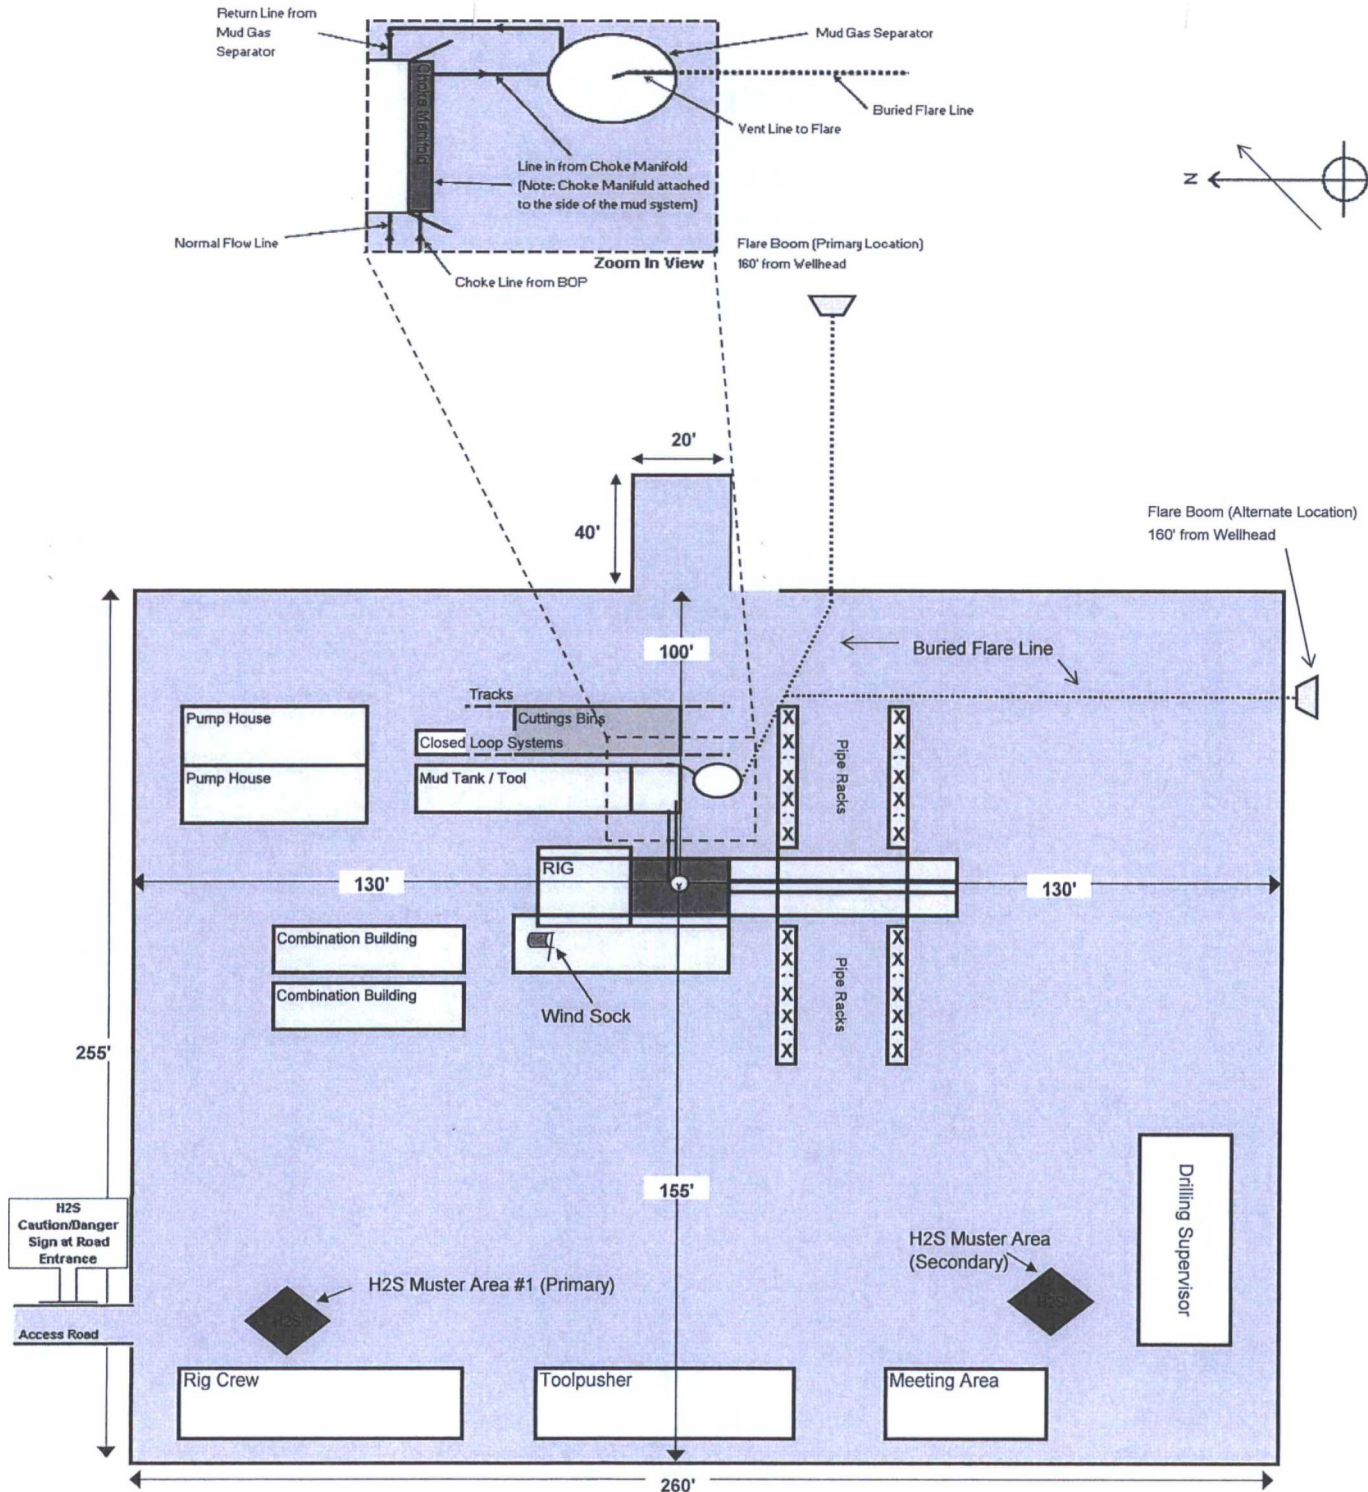 Return Line from
Mud Gas
Separator
Mud Gas Separator
Choke Manifold
Buried Flare Line
Vent Line to Flare
Line in from Choke Manifold
(Note: Choke Manifuld attached
to the side of the mud system)
Normal Flow Line
Zoom In View
Choke Line from BOP
N
Flare Boom (Primary Location)
160' from Wellhead
20'
40'
Flare Boom (Alternate Location)
160' from Wellhead
100'
Buried Flare Line
Tracks
Pump House
Cuttings Bins
Closed Loop Systems
Pump House
Mud Tank / Tool
X
X
X
X
X
Pipe Racks
X
X
X
X
X
RIG
130'
130'
Combination Building
Combination Building
Wind Sock
X
X
X
X
X
Pipe Racks
X
X
X
X
X
255'
155'
Drilling Supervisor
H2S
Caution/Danger
Sign at Road
Entrance
Access Road
H2S Muster Area #1 (Primary)
H2S
H2S Muster Area
(Secondary)
H2S
Rig Crew
Toolpusher
Meeting Area
260'